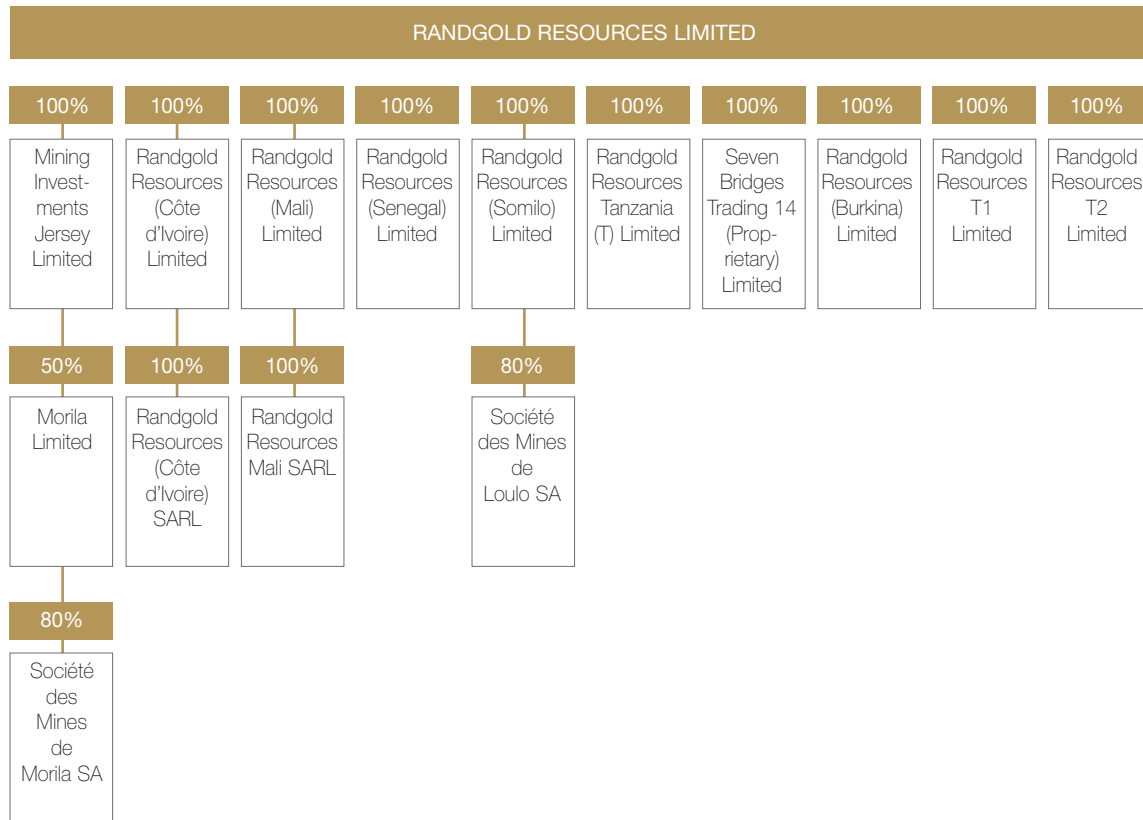 RANDGOLD RESOURCES LIMITED
100%
100%
100%
100%
100%
100%
100%
100%
100%
100%
Mining
Invest-
ments
Jersey
Limited
Randgold
Resources
(Côte
d'Ivoire)
Limited
Randgold
Resources
(Mali)
Limited
Randgold
Resources
(Senegal)
Limited
Randgold
Resources
(Somilo)
Limited
Randgold
Resources
Tanzania
(T) Limited
Seven
Bridges
Trading 14
(Prop-
rietary)
Limited
Randgold
Resources
(Burkina)
Limited
Randgold
Resources
T1
Limited
Randgold
Resources
T2
Limited
50%
100%
100%
80%
Morila
Limited
Randgold
Resources
(Côte
d'Ivoire)
SARL
Randgold
Resources
Mali SARL
Société
des Mines
de
Loulo SA
80%
Société
des
Mines
de
Morila SA